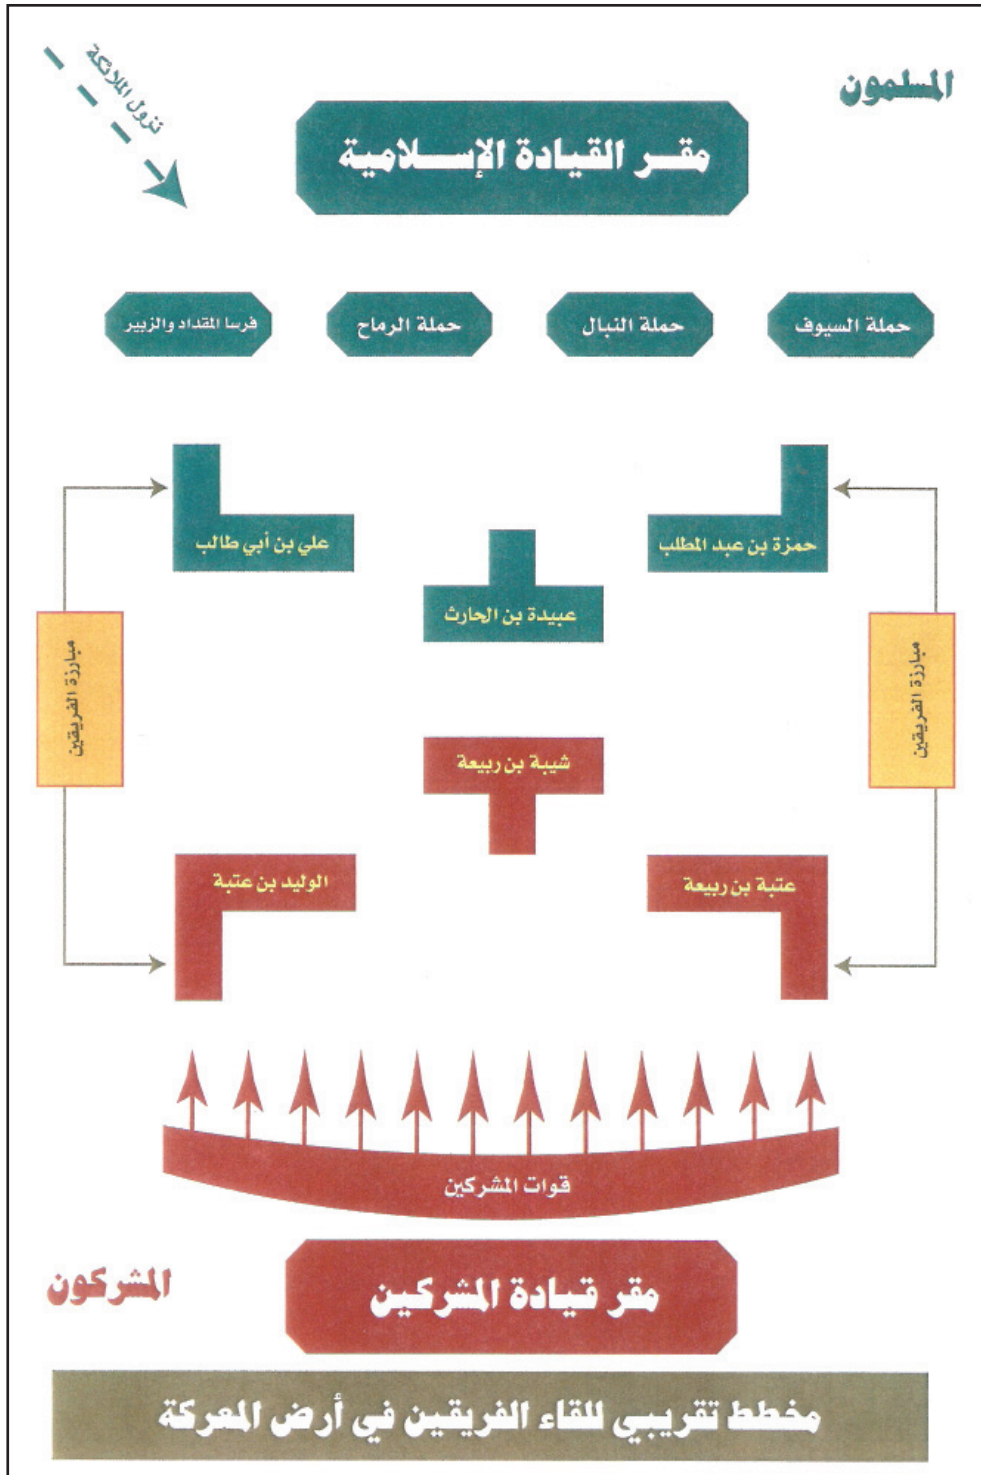 المسلمون
نزول الملائكة
مقر القيادة الإسلامية
حملة السيوف
حملة النبال
حملة الرماح
فرسا المقداد والزبير
حمزة بن عبد المطلب
علي بن أبي طالب
عبيدة بن الحارث
مبارزة الفريقين
مبارزة الفريقين
شيبة بن ربيعة
عتبة بن ربيعة
الوليد بن عتبة
قوات المشركين
المشركون
مقر قيادة المشركين
مخطط تقريبي للقاء الفريقين في أرض المعركة